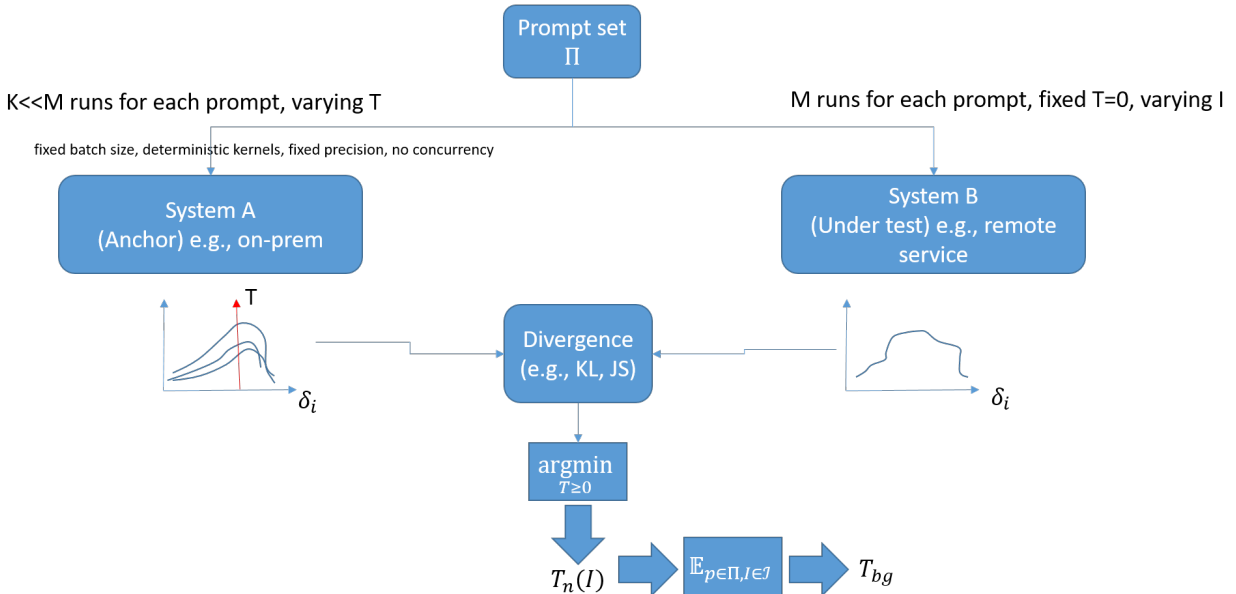 Prompt set
Π
K<<M runs for each prompt, varying T
M runs for each prompt, fixed T=0, varying I
fixed batch size, deterministic kernels, fixed precision, no concurrency
System A
(Anchor) e.g., on-prem
System B
(Under test) e.g., remote
service
T
δᵢ
Divergence
(e.g., KL, JS)
δᵢ
argmin
T≥0
Tₙ(I)
𝔼p∈Π,I∈ℐ
T_bg